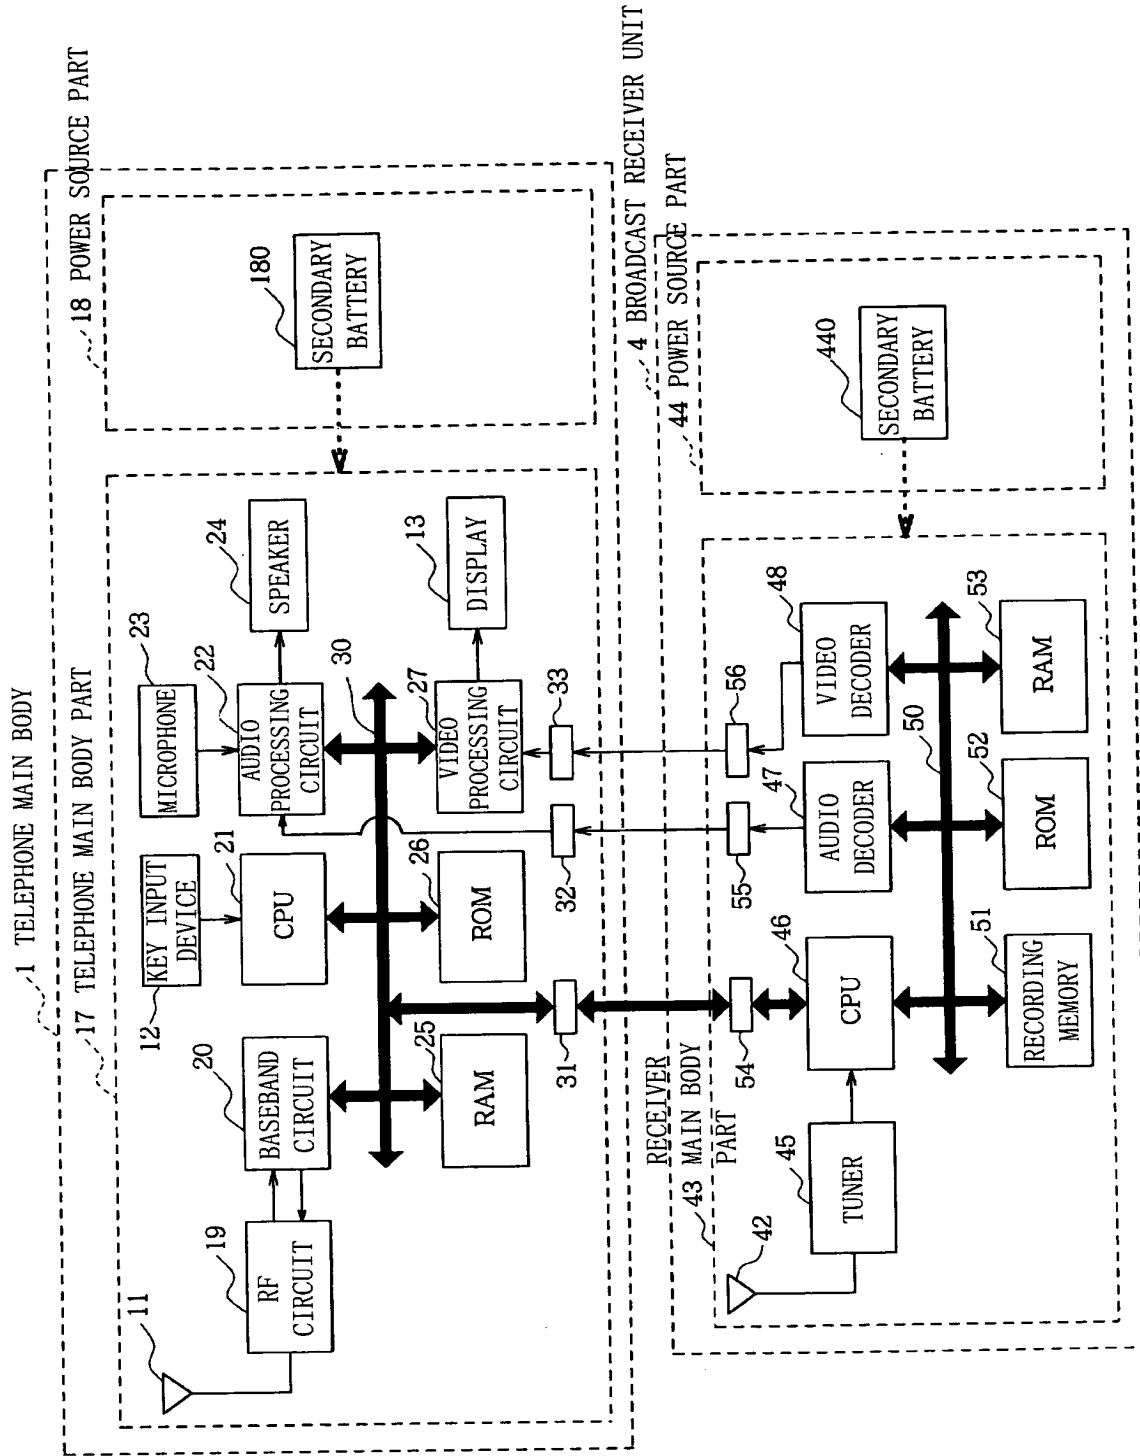 1 TELEPHONE MAIN BODY
17 TELEPHONE MAIN BODY PART
18 POWER SOURCE PART
11
19
RF
CIRCUIT
20
BASEBAND
CIRCUIT
12
KEY INPUT
DEVICE
21
CPU
23
MICROPHONE
22
AUDIO
PROCESSING
CIRCUIT
24
SPEAKER
180
SECONDARY
BATTERY
25
RAM
26
ROM
30
27
VIDEO
PROCESSING
CIRCUIT
13
DISPLAY
31
32
33
4 BROADCAST RECEIVER UNIT
44 POWER SOURCE PART
RECEIVER
43 MAIN BODY
PART
54
55
56
42
45
TUNER
46
CPU
47
AUDIO
DECODER
48
VIDEO
DECODER
440
SECONDARY
BATTERY
50
51
RECORDING
MEMORY
52
ROM
53
RAM